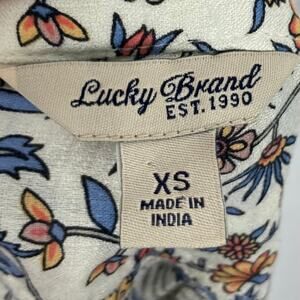 Lucky Brand
EST. 1990
XS
MADE IN
INDIA